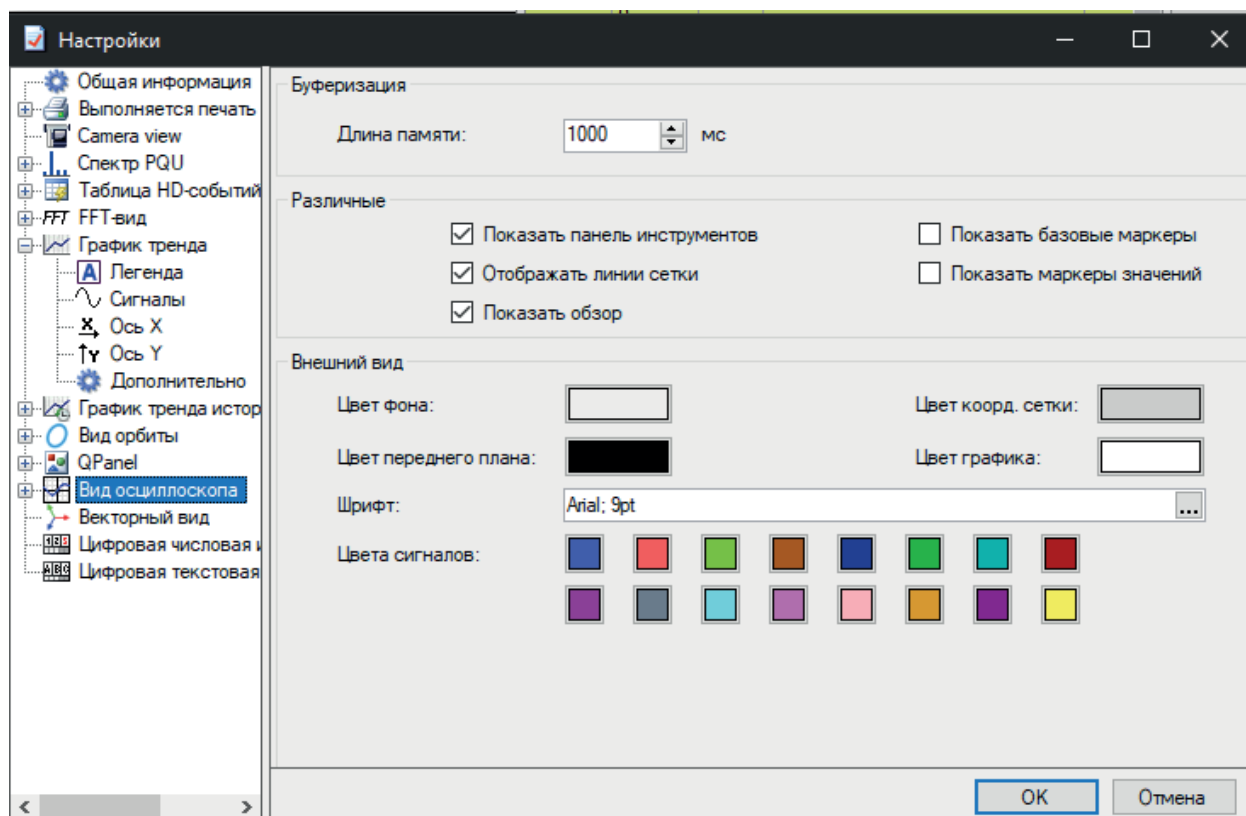 Настройки
Общая информация
Выполняется печать
Camera view
Спектр PQU
Таблица HD-событий
FFT FFT-вид
График тренда
A Легенда
Сигналы
X Ось X
Y Ось Y
Дополнительно
График тренда истор
Вид орбиты
QPanel
Вид осциллоскопа
Векторный вид
123 Цифровая числовая и
ABC Цифровая текстовая
Буферизация
Длина памяти: 1000 мс
Различные
Показать панель инструментов
Показать базовые маркеры
Отображать линии сетки
Показать маркеры значений
Показать обзор
Внешний вид
Цвет фона:
Цвет коорд. сетки:
Цвет переднего плана:
Цвет графика:
Шрифт: Arial; 9pt ...
Цвета сигналов:
OK
Отмена